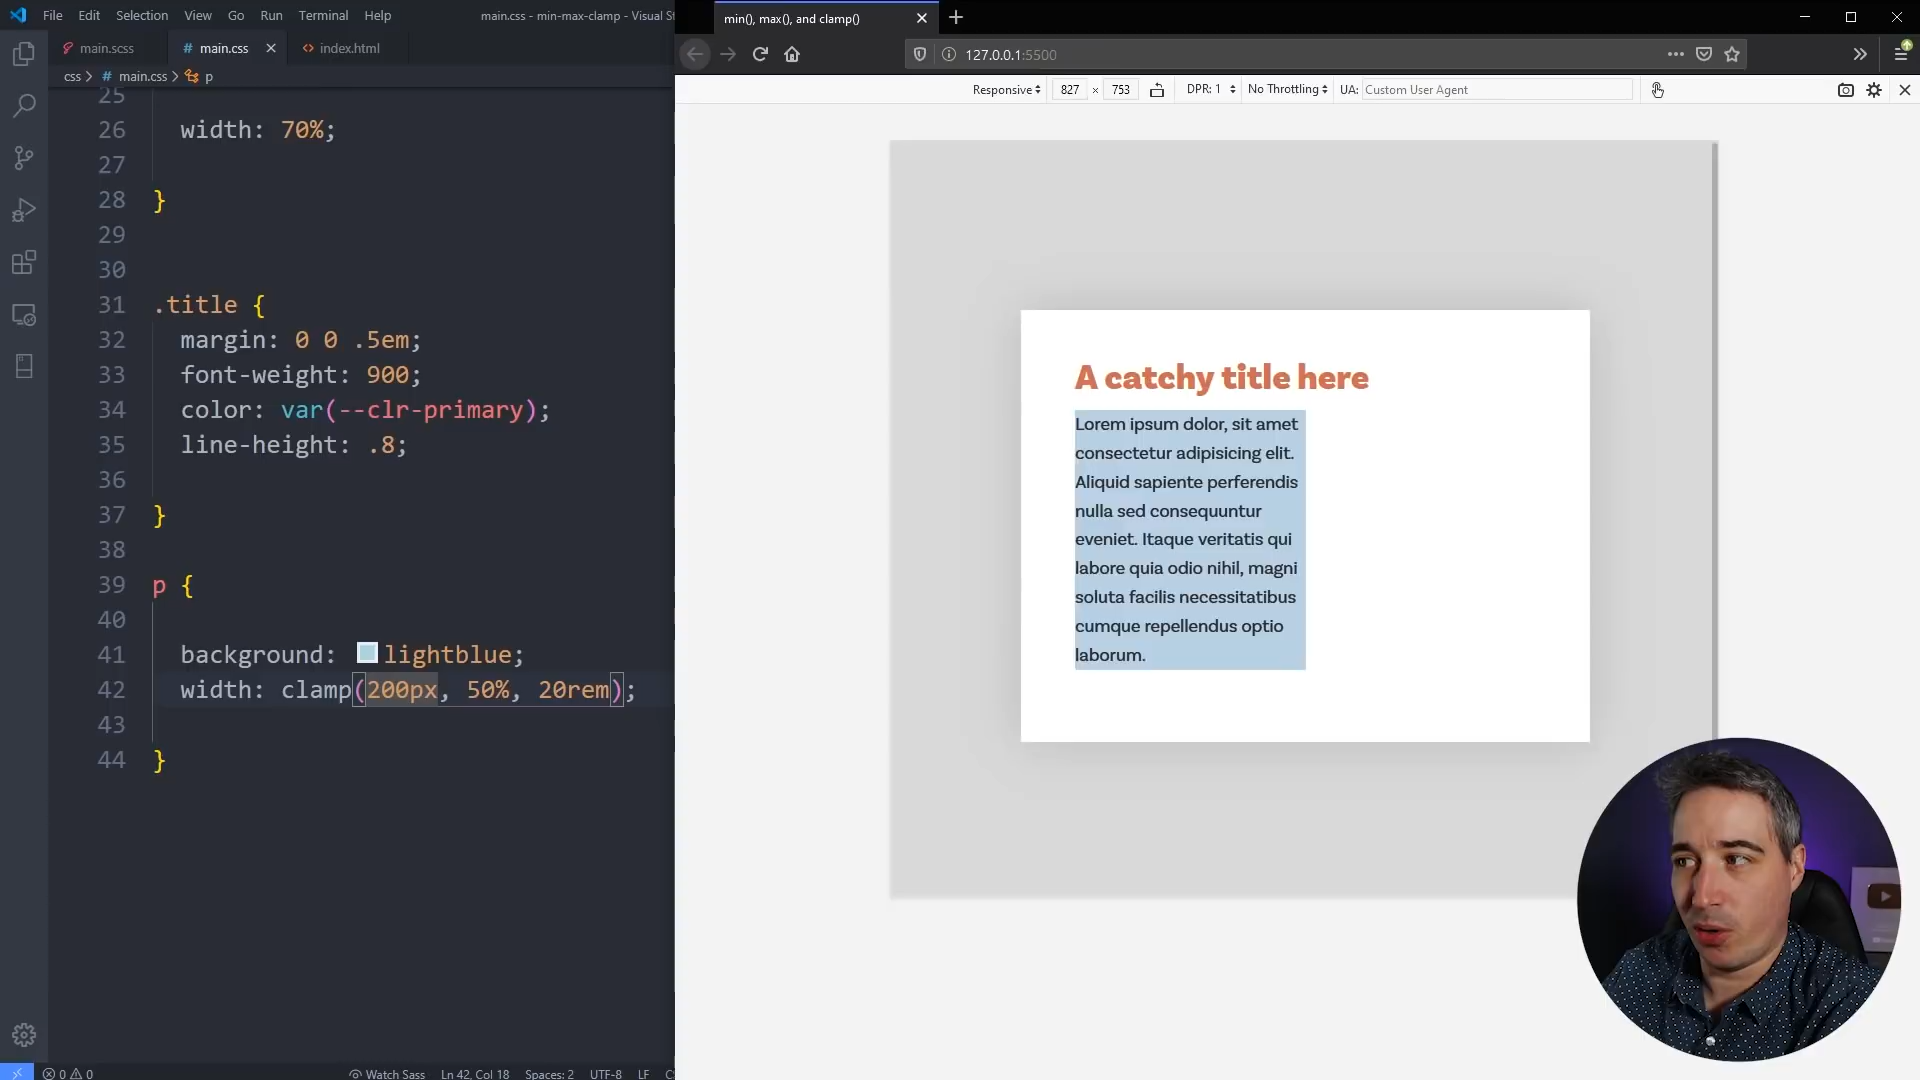 File Edit Selection View Go Run Terminal Help main.css - min-max-clamp - Visual St
min(), max(), and clamp()
main.scss # main.css index.html
127.0.0.1:5500
css > # main.css > p
Responsive 827 × 753 DPR: 1 No Throttling UA: Custom User Agent
25
26 width: 70%;
27
28 }
29
30
31 .title {
32 margin: 0 0 .5em;
33 font-weight: 900;
34 color: var(--clr-primary);
35 line-height: .8;
36
37 }
38
39 p {
40
41 background: lightblue;
42 width: clamp(200px, 50%, 20rem);
43
44 }
A catchy title here
Lorem ipsum dolor, sit amet
consectetur adipisicing elit.
Aliquid sapiente perferendis
nulla sed consequuntur
eveniet. Itaque veritatis qui
labore quia odio nihil, magni
soluta facilis necessitatibus
cumque repellendus optio
laborum.
0 0 Watch Sass Ln 42, Col 18 Spaces: 2 UTF-8 LF